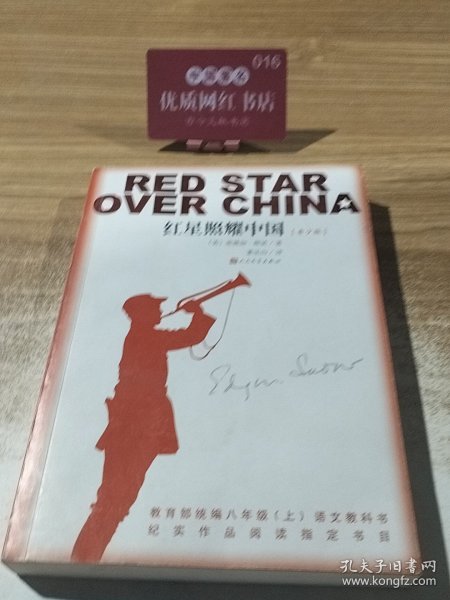 016
优质网红书店
RED STAR
OVER CHINA
红星照耀中国
Edgar Snow
教育部统编八年级（上）语文教科书
纪实作品阅读指定书目
孔夫子旧书网
www.kongfz.com